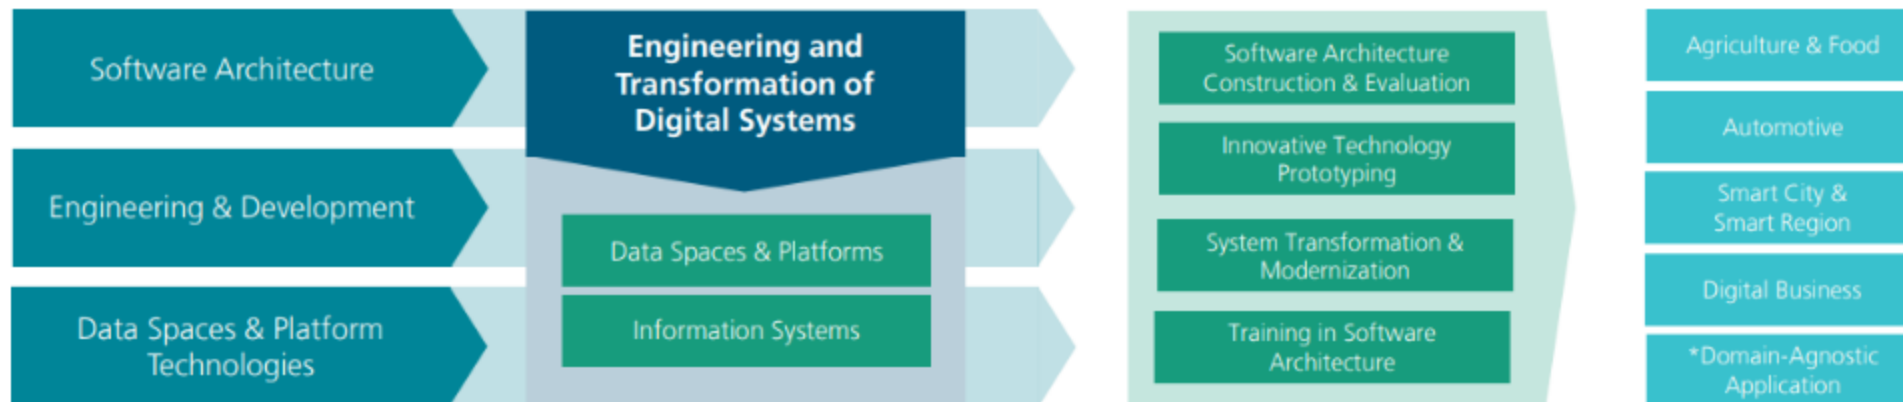 Software Architecture
Engineering & Development
Data Spaces & Platform
Technologies
Engineering and
Transformation of
Digital Systems
Data Spaces & Platforms
Information Systems
Software Architecture
Construction & Evaluation
Innovative Technology
Prototyping
System Transformation &
Modernization
Training in Software
Architecture
Agriculture & Food
Automotive
Smart City &
Smart Region
Digital Business
*Domain-Agnostic
Application